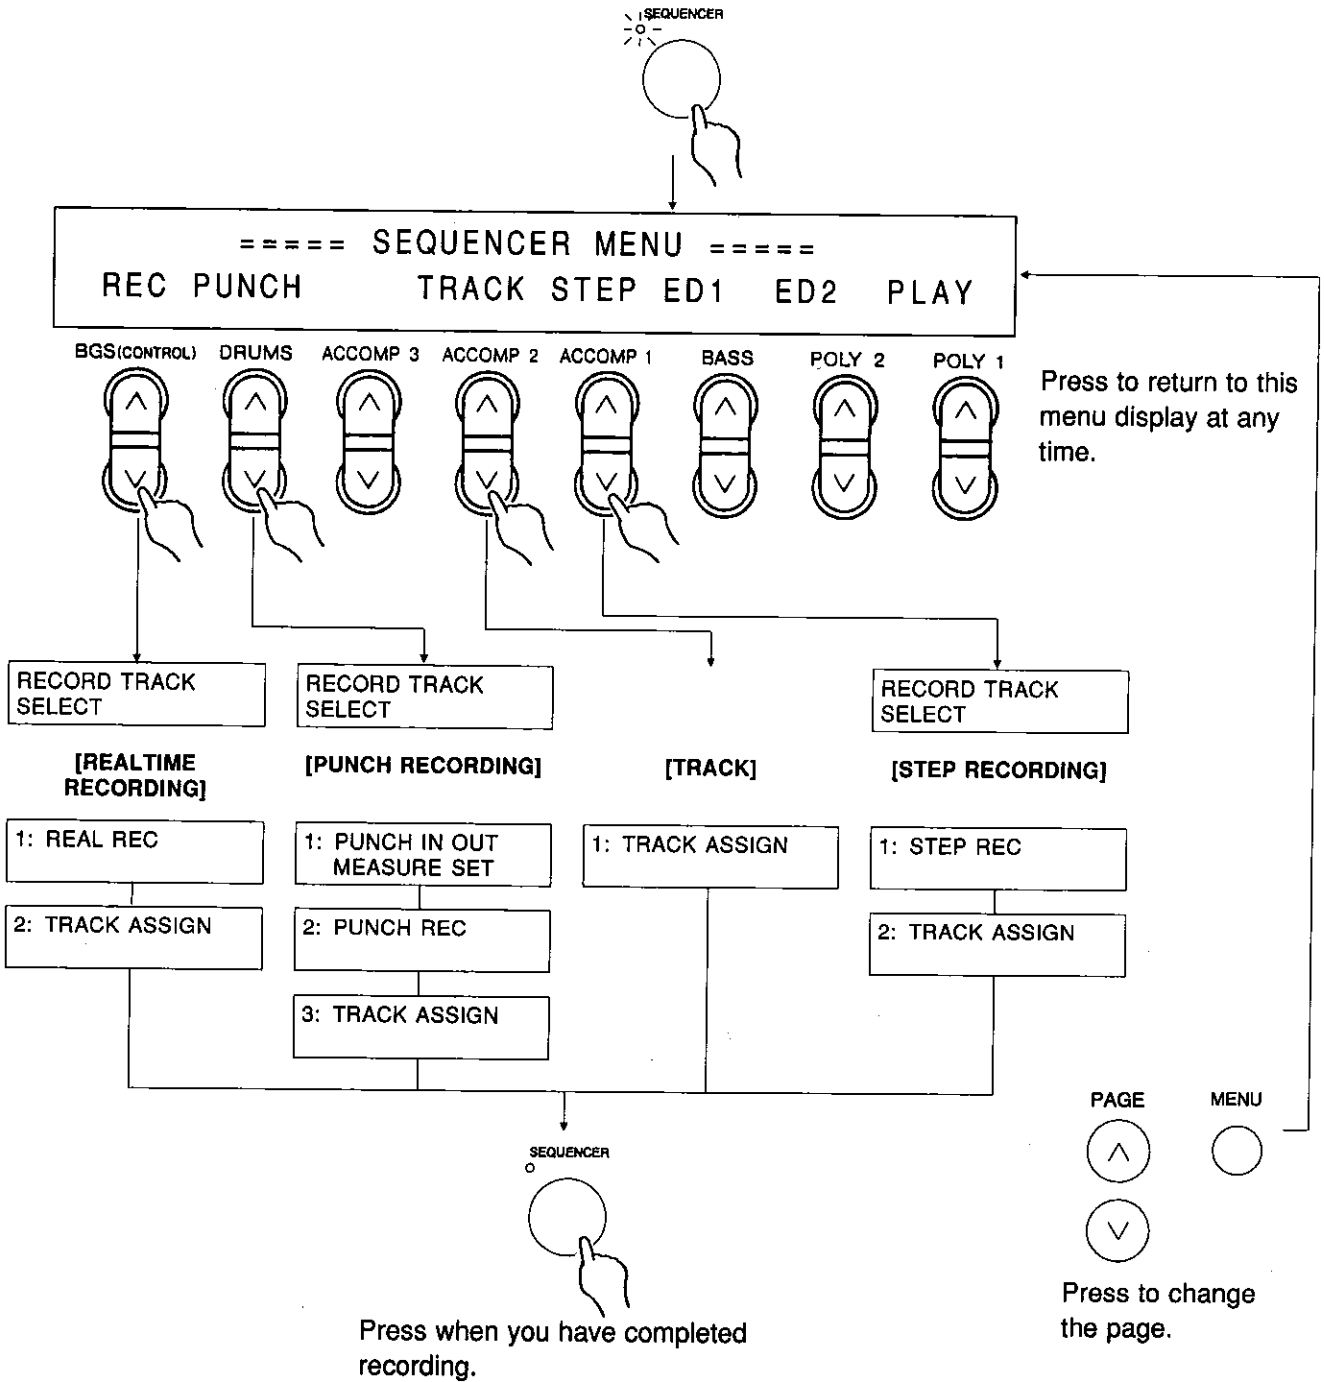 SEQUENCER
===== SEQUENCER MENU =====
REC PUNCH TRACK STEP ED1 ED2 PLAY
BGS(CONTROL) DRUMS ACCOMP 3 ACCOMP 2 ACCOMP 1 BASS POLY 2 POLY 1
Press to return to this
menu display at any
time.
RECORD TRACK
SELECT
RECORD TRACK
SELECT
RECORD TRACK
SELECT
[REALTIME
RECORDING]
[PUNCH RECORDING]
[TRACK]
[STEP RECORDING]
1: REAL REC
2: TRACK ASSIGN
1: PUNCH IN OUT
MEASURE SET
2: PUNCH REC
3: TRACK ASSIGN
1: TRACK ASSIGN
1: STEP REC
2: TRACK ASSIGN
PAGE MENU
SEQUENCER
Press to change
the page.
Press when you have completed
recording.